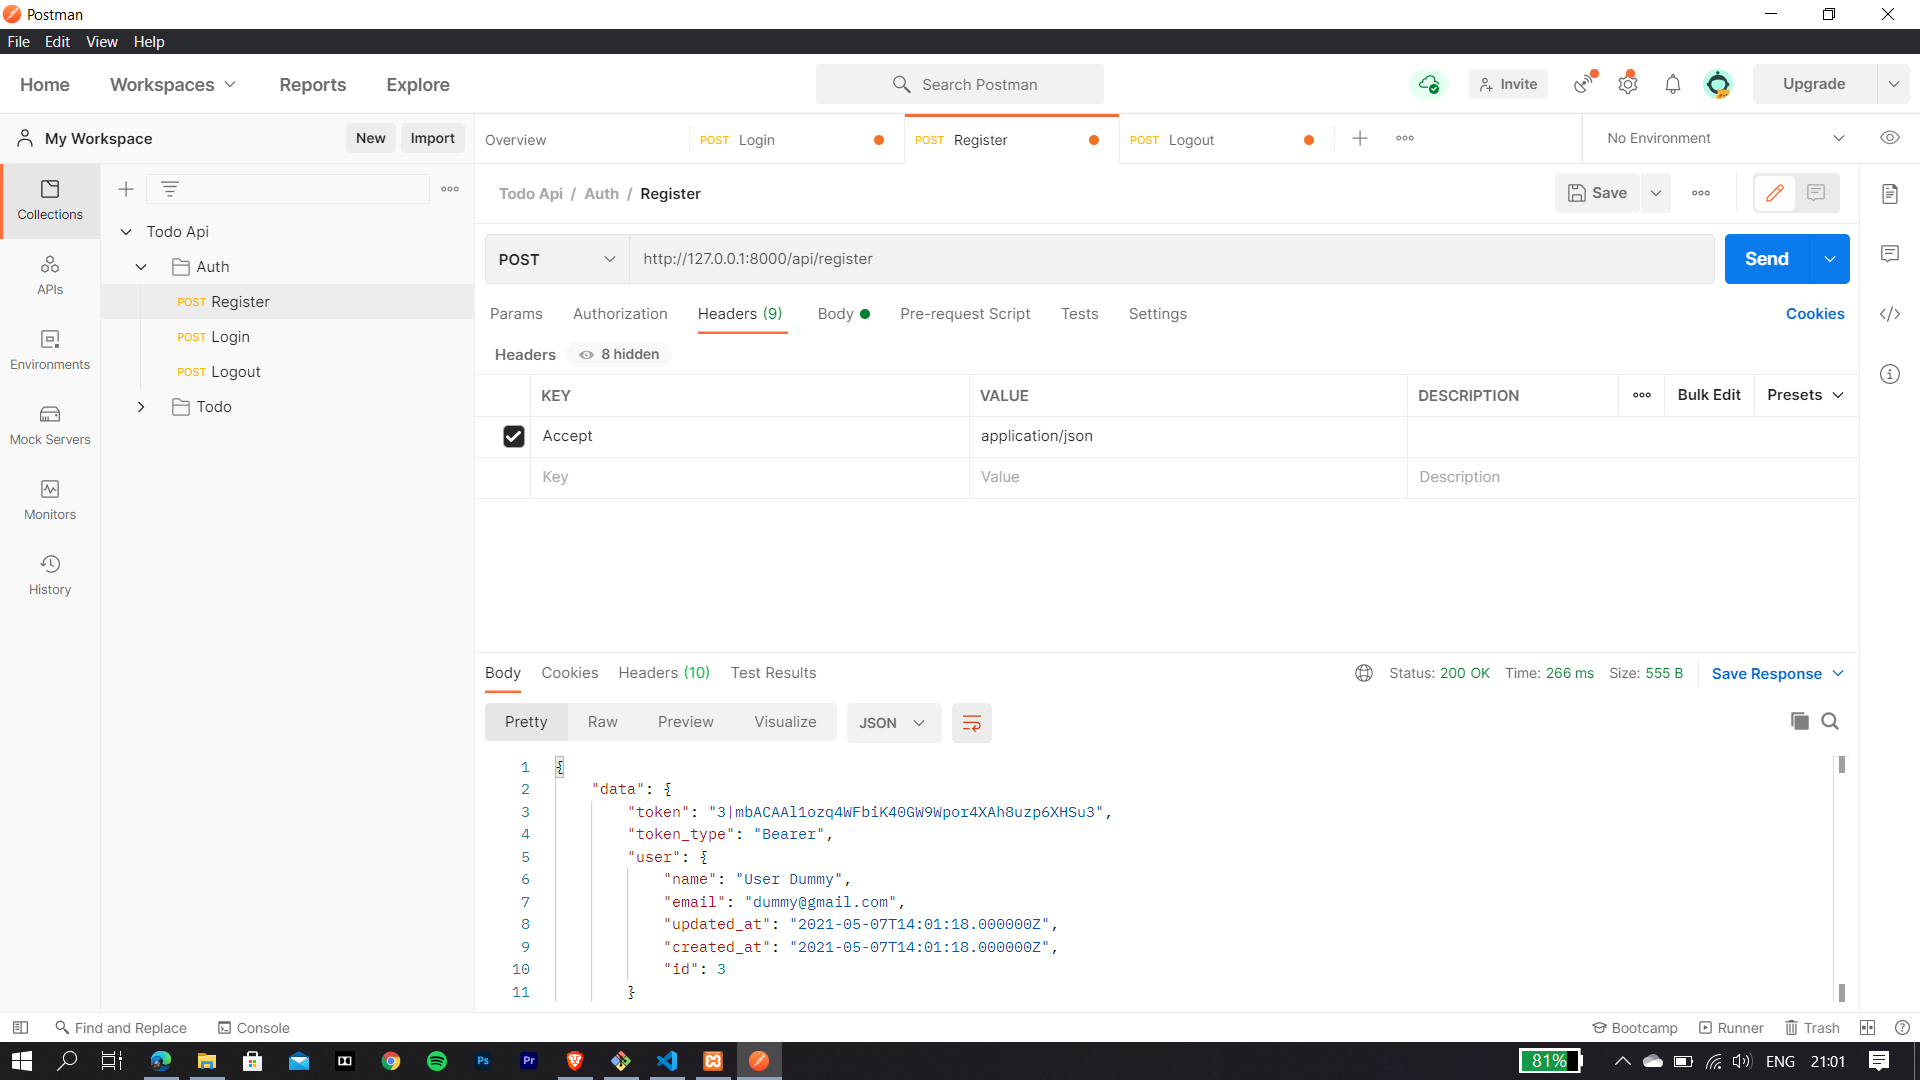 Postman
File Edit View Help
Home Workspaces Reports Explore
Search Postman
Invite
Upgrade
My Workspace
New Import
Overview
POST Login
POST Register
POST Logout
No Environment
Collections
APIs
Environments
Mock Servers
Monitors
History
Todo Api
Auth
POST Register
POST Login
POST Logout
Todo
Todo Api / Auth / Register
Save
POST http://127.0.0.1:8000/api/register
Send
Params Authorization Headers (9) Body Pre-request Script Tests Settings
Cookies
Headers 8 hidden
KEY VALUE DESCRIPTION Bulk Edit Presets
Accept application/json
Key Value Description
Body Cookies Headers (10) Test Results
Status: 200 OK Time: 266 ms Size: 555 B Save Response
Pretty Raw Preview Visualize JSON
1 {
2 "data": {
3 "token": "3|mbACAAl1ozq4WFbiK40GW9Wpor4XAh8uzp6XHSu3",
4 "token_type": "Bearer",
5 "user": {
6 "name": "User Dummy",
7 "email": "dummy@gmail.com",
8 "updated_at": "2021-05-07T14:01:18.000000Z",
9 "created_at": "2021-05-07T14:01:18.000000Z",
10 "id": 3
11 }
Find and Replace Console
Bootcamp Runner Trash
Ps Pr
81% ENG 21:01